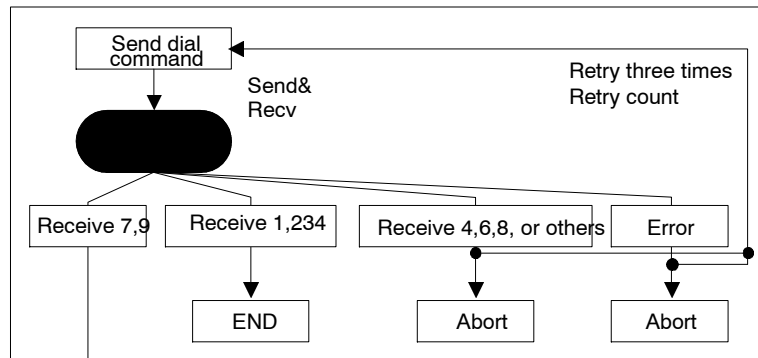 Send dial
command
Send&
Recv
Retry three times
Retry count
Receive 7,9
Receive 1,234
Receive 4,6,8, or others
Error
END
Abort
Abort